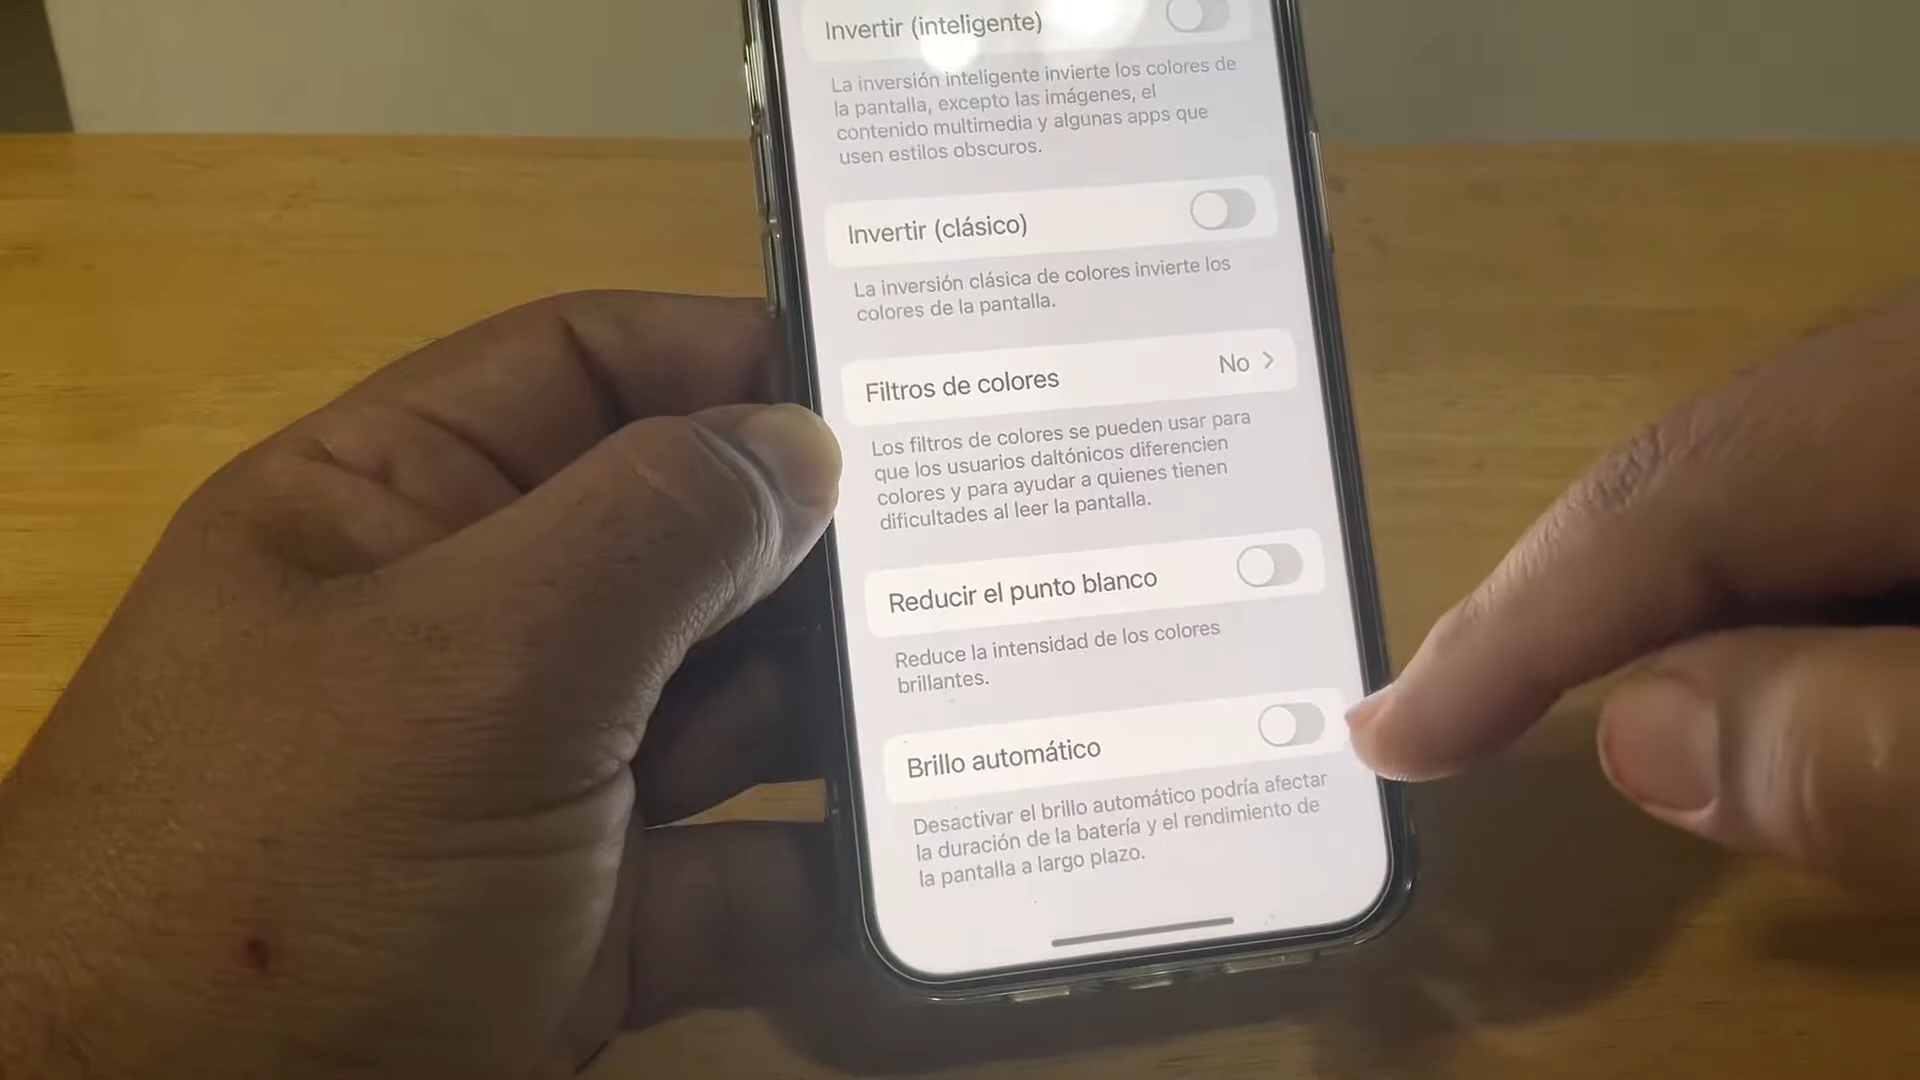 Invertir (inteligente)
La inversión inteligente invierte los colores de
la pantalla, excepto las imágenes, el
contenido multimedia y algunas apps que
usen estilos obscuros.
Invertir (clásico)
La inversión clásica de colores invierte los
colores de la pantalla.
Filtros de colores No
Los filtros de colores se pueden usar para
que los usuarios daltónicos diferencien
colores y para ayudar a quienes tienen
dificultades al leer la pantalla.
Reducir el punto blanco
Reduce la intensidad de los colores
brillantes.
Brillo automático
Desactivar el brillo automático podría afectar
la duración de la batería y el rendimiento de
la pantalla a largo plazo.